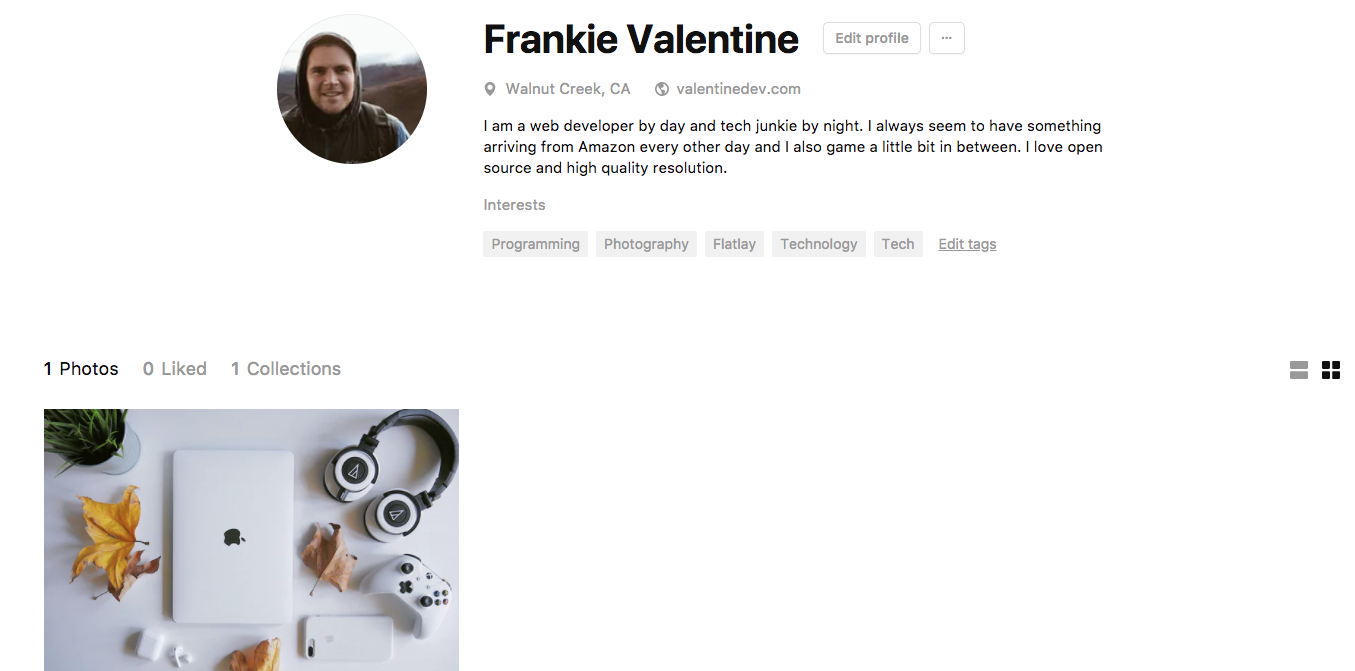 Frankie Valentine Edit profile ...
Walnut Creek, CA valentinedev.com
I am a web developer by day and tech junkie by night. I always seem to have something
arriving from Amazon every other day and I also game a little bit in between. I love open
source and high quality resolution.
Interests
Programming Photography Flatlay Technology Tech Edit tags
1 Photos 0 Liked 1 Collections